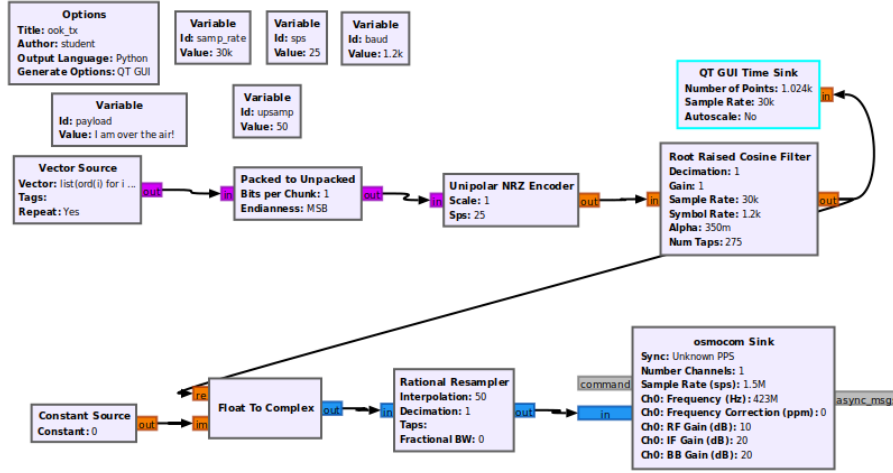 Options
Title: ook_tx
Author: student
Output Language: Python
Generate Options: QT GUI
Variable
Id: samp_rate
Value: 30k
Variable
Id: sps
Value: 25
Variable
Id: baud
Value: 1.2k
Variable
Id: payload
Value: I am over the air!
Variable
Id: upsamp
Value: 50
QT GUI Time Sink
Number of Points: 1.024k
Sample Rate: 30k
Autoscale: No
in
Vector Source
Vector: list(ord(i) for i ...
Tags:
Repeat: Yes
out
in
Packed to Unpacked
Bits per Chunk: 1
Endianness: MSB
out
in
Unipolar NRZ Encoder
Scale: 1
Sps: 25
out
in
Root Raised Cosine Filter
Decimation: 1
Gain: 1
Sample Rate: 30k
Symbol Rate: 1.2k
Alpha: 350m
Num Taps: 275
out
Constant Source
Constant: 0
out
re
im
Float To Complex
out
in
Rational Resampler
Interpolation: 50
Decimation: 1
Taps:
Fractional BW: 0
out
command
in
osmocom Sink
Sync: Unknown PPS
Number Channels: 1
Sample Rate (sps): 1.5M
Ch0: Frequency (Hz): 423M
Ch0: Frequency Correction (ppm): 0
Ch0: RF Gain (dB): 10
Ch0: IF Gain (dB): 20
Ch0: BB Gain (dB): 20